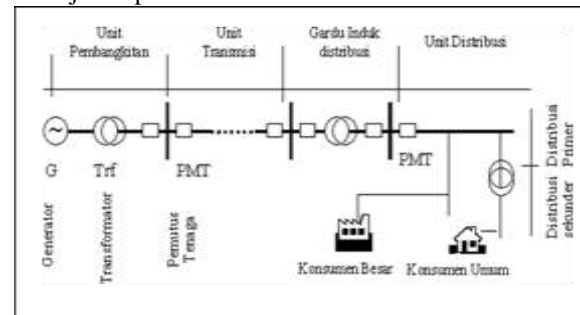 Unit
Pembangkitan
Unit
Transmisi
Gardu Induk
distribusi
Unit Distribusi
G
Trf
PMT
PMT
Generator
Transformator
Pemutus
Tenaga
Distribusi
Primer
Distribusi
sekunder
Konsumen Besar
Konsumen Umum